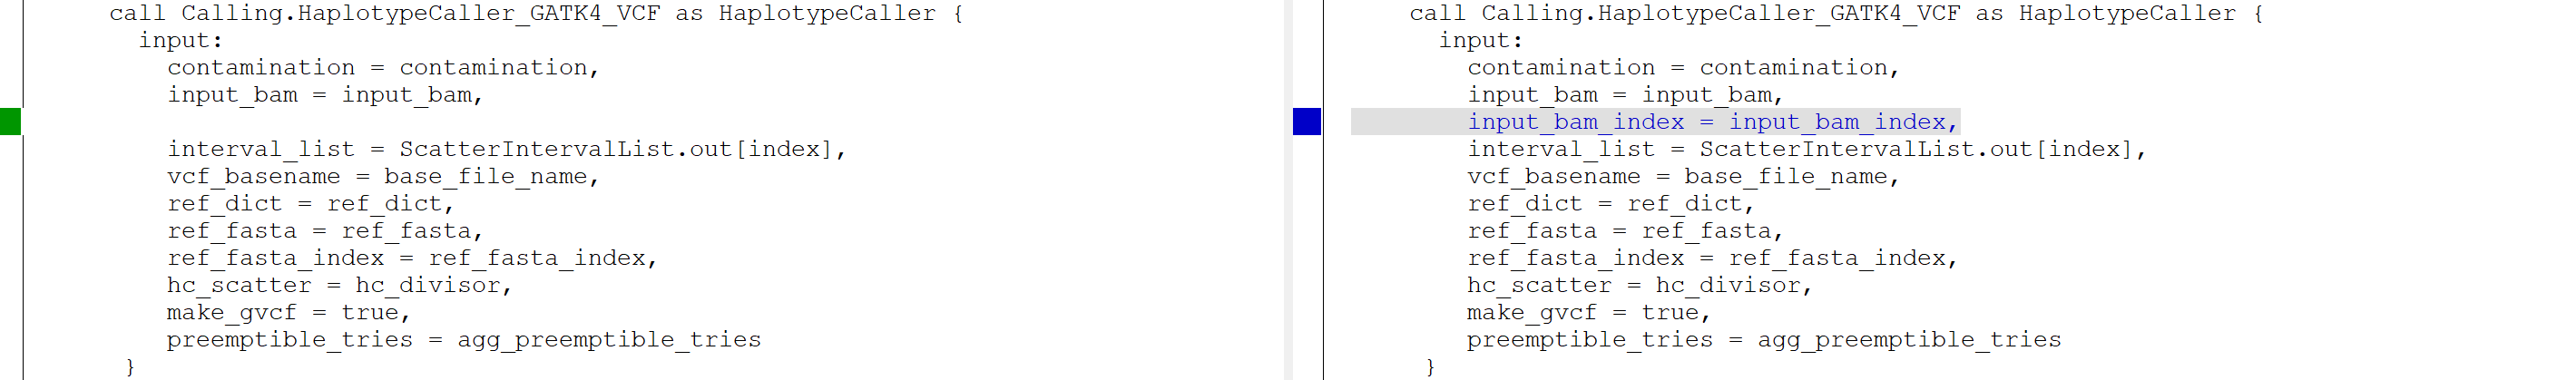 call Calling.HaplotypeCaller_GATK4_VCF as HaplotypeCaller {
input:
contamination = contamination,
input_bam = input_bam,
interval_list = ScatterIntervalList.out[index],
vcf_basename = base_file_name,
ref_dict = ref_dict,
ref_fasta = ref_fasta,
ref_fasta_index = ref_fasta_index,
hc_scatter = hc_divisor,
make_gvcf = true,
preemptible_tries = agg_preemptible_tries
}
call Calling.HaplotypeCaller_GATK4_VCF as HaplotypeCaller {
input:
contamination = contamination,
input_bam = input_bam,
input_bam_index = input_bam_index,
interval_list = ScatterIntervalList.out[index],
vcf_basename = base_file_name,
ref_dict = ref_dict,
ref_fasta = ref_fasta,
ref_fasta_index = ref_fasta_index,
hc_scatter = hc_divisor,
make_gvcf = true,
preemptible_tries = agg_preemptible_tries
}